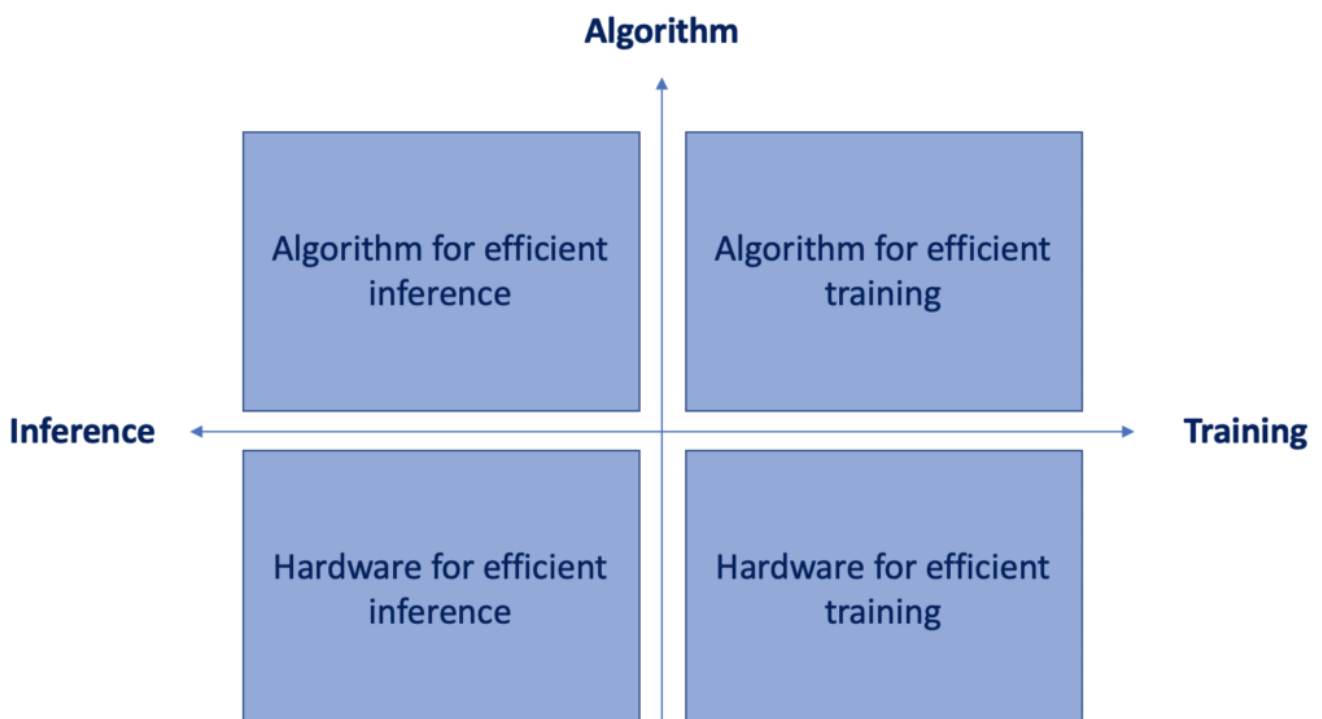 Algorithm
Algorithm for efficient
inference
Algorithm for efficient
training
Inference
Training
Hardware for efficient
inference
Hardware for efficient
training